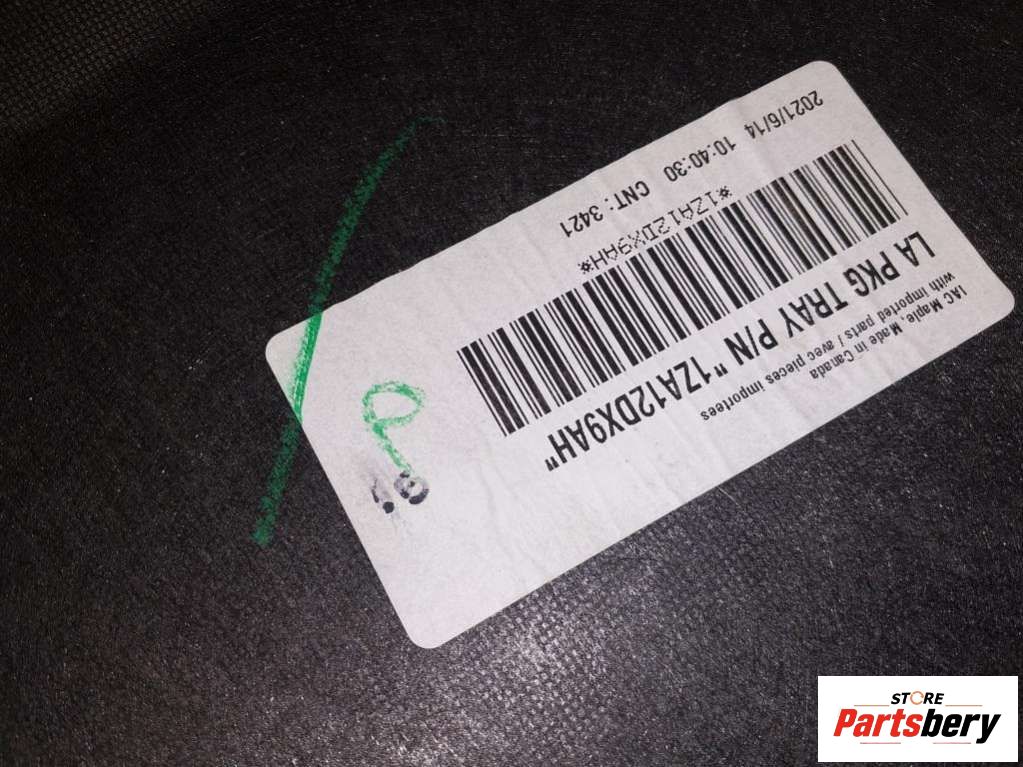 IAC Maple, Made in Canada
with imported parts / avec pieces importees
LA PKG TRAY P/N "1ZA12DX9AH"
*1ZA12DX9AH*
2021/6/14 10:40:30 CNT: 3421
STORE
Partsbery